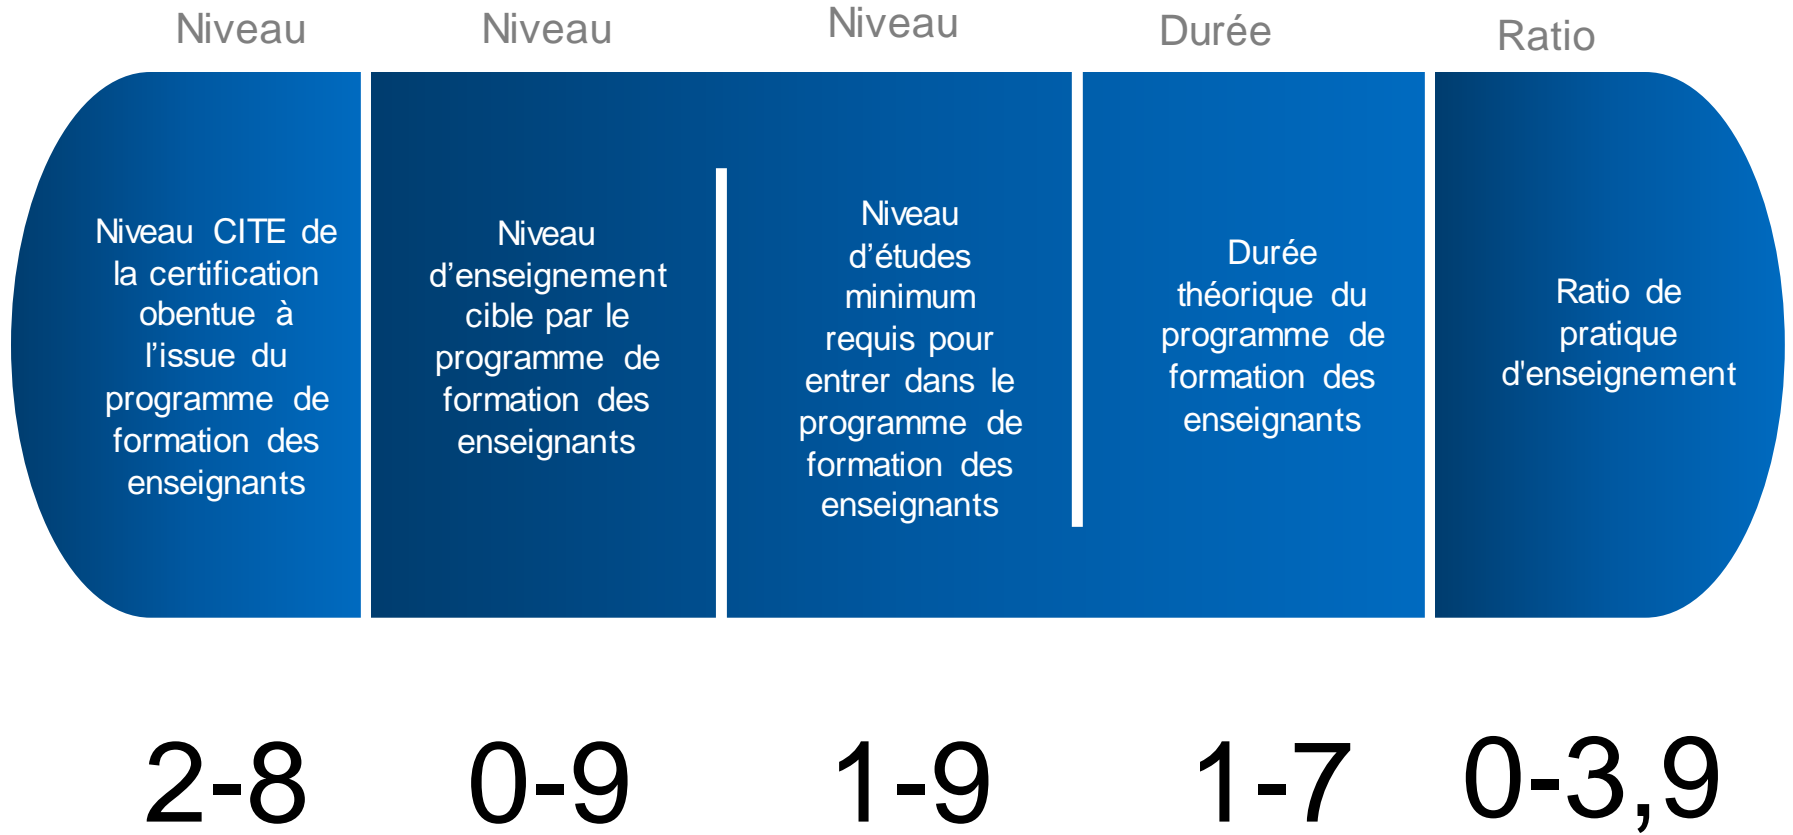 Niveau
Niveau
Niveau
Durée
Ratio
Niveau CITE de
la certification
obentue à
l’issue du
programme de
formation des
enseignants
Niveau
d’enseignement
cible par le
programme de
formation des
enseignants
Niveau
d’études
minimum
requis pour
entrer dans le
programme de
formation des
enseignants
Durée
théorique du
programme de
formation des
enseignants
Ratio de
pratique
d'enseignement
2-8
0-9
1-9
1-7
0-3,9